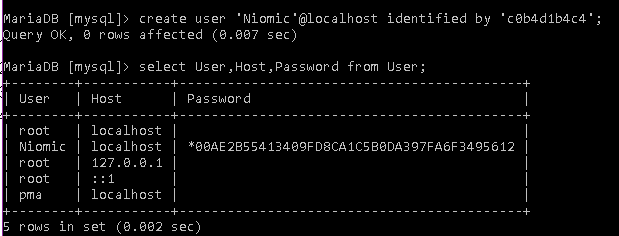 MariaDB [mysql]> create user 'Niomic'@localhost identified by 'c0b4d1b4c4';
Query OK, 0 rows affected (0.007 sec)
MariaDB [mysql]> select User,Host,Password from User;
+--------+-----------+-------------------------------------------+
| User | Host | Password |
+--------+-----------+-------------------------------------------+
| root | localhost | |
| Niomic | localhost | *00AE2B55413409FD8CA1C5B0DA397FA6F3495612 |
| root | 127.0.0.1 | |
| root | ::1 | |
| pma | localhost | |
+--------+-----------+-------------------------------------------+
5 rows in set (0.002 sec)